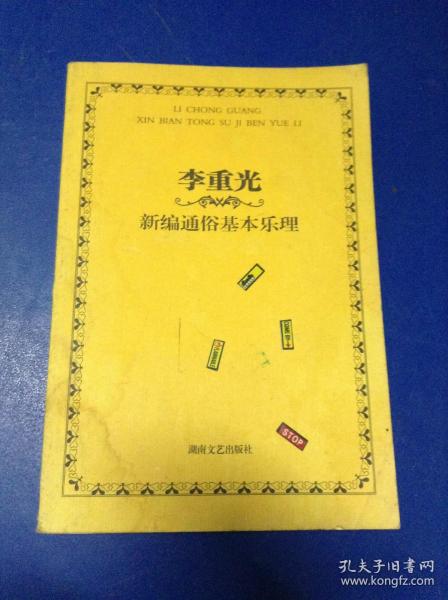 LI CHONG GUANG
XIN BIAN TONG SU JI BEN YUE LI
李重光
新编通俗基本乐理
STOP
湖南文艺出版社
孔夫子旧书网
www.kongfz.com